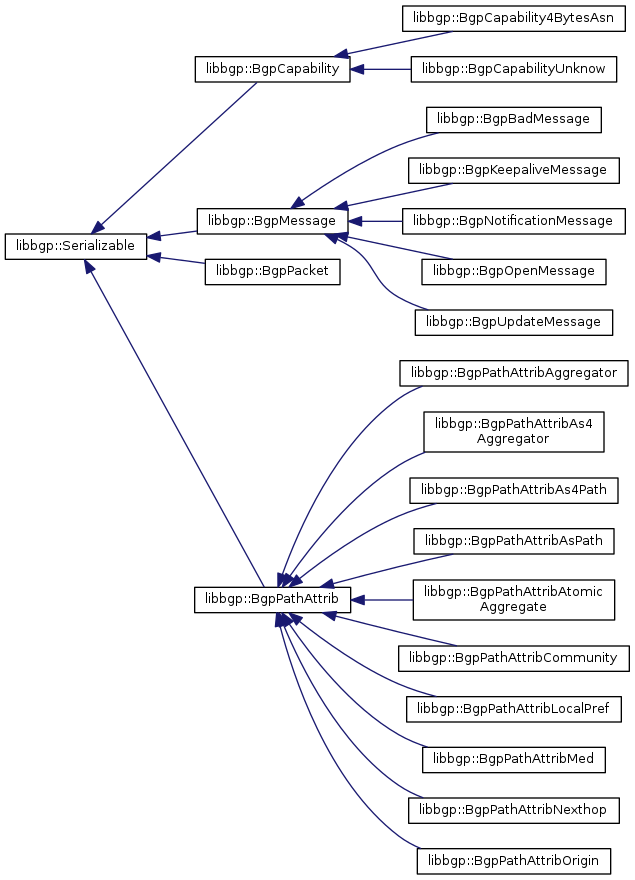 libbgp::BgpCapability4BytesAsn
libbgp::BgpCapability
libbgp::BgpCapabilityUnknow
libbgp::BgpBadMessage
libbgp::BgpKeepaliveMessage
libbgp::BgpMessage
libbgp::BgpNotificationMessage
libbgp::Serializable
libbgp::BgpPacket
libbgp::BgpOpenMessage
libbgp::BgpUpdateMessage
libbgp::BgpPathAttribAggregator
libbgp::BgpPathAttribAs4
Aggregator
libbgp::BgpPathAttribAs4Path
libbgp::BgpPathAttribAsPath
libbgp::BgpPathAttrib
libbgp::BgpPathAttribAtomic
Aggregate
libbgp::BgpPathAttribCommunity
libbgp::BgpPathAttribLocalPref
libbgp::BgpPathAttribMed
libbgp::BgpPathAttribNexthop
libbgp::BgpPathAttribOrigin